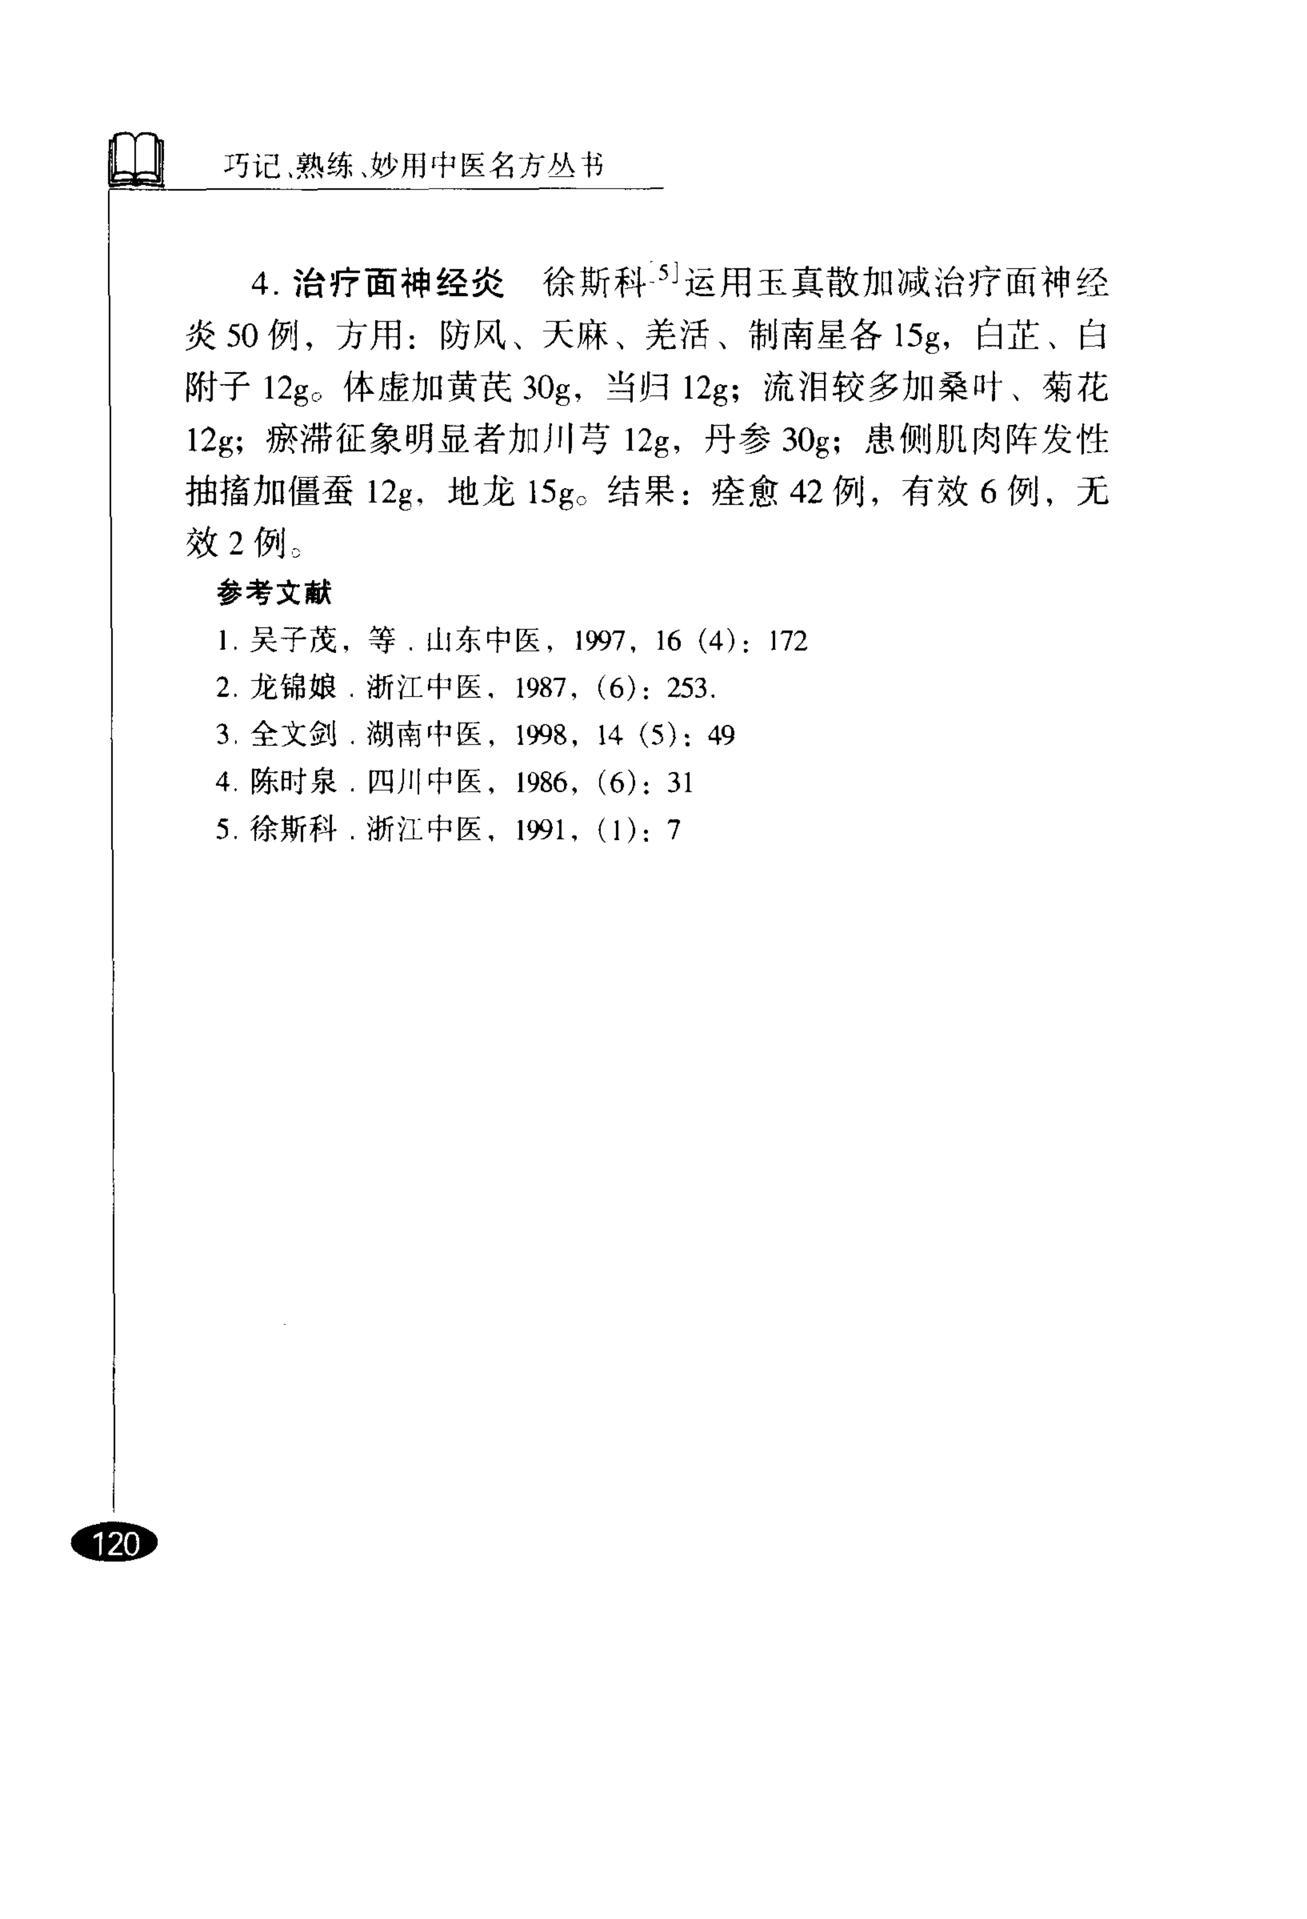 巧记、熟练、妙用中医名方丛书
4. 治疗面神经炎　徐斯科[5]运用玉真散加减治疗面神经
炎 50 例，方用：防风、天麻、羌活、制南星各 15g，白芷、白
附子 12g。体虚加黄芪 30g，当归 12g；流泪较多加桑叶、菊花
12g；瘀滞征象明显者加川芎 12g，丹参 30g；患侧肌肉阵发性
抽搐加僵蚕 12g，地龙 15g。结果：痊愈 42 例，有效 6 例，无
效 2 例。
参考文献
1. 吴子茂，等．山东中医，1997，16（4）：172
2. 龙锦娘．浙江中医，1987，（6）：253.
3. 全文剑．湖南中医，1998，14（5）：49
4. 陈时泉．四川中医，1986，（6）：31
5. 徐斯科．浙江中医，1991，（1）：7
120